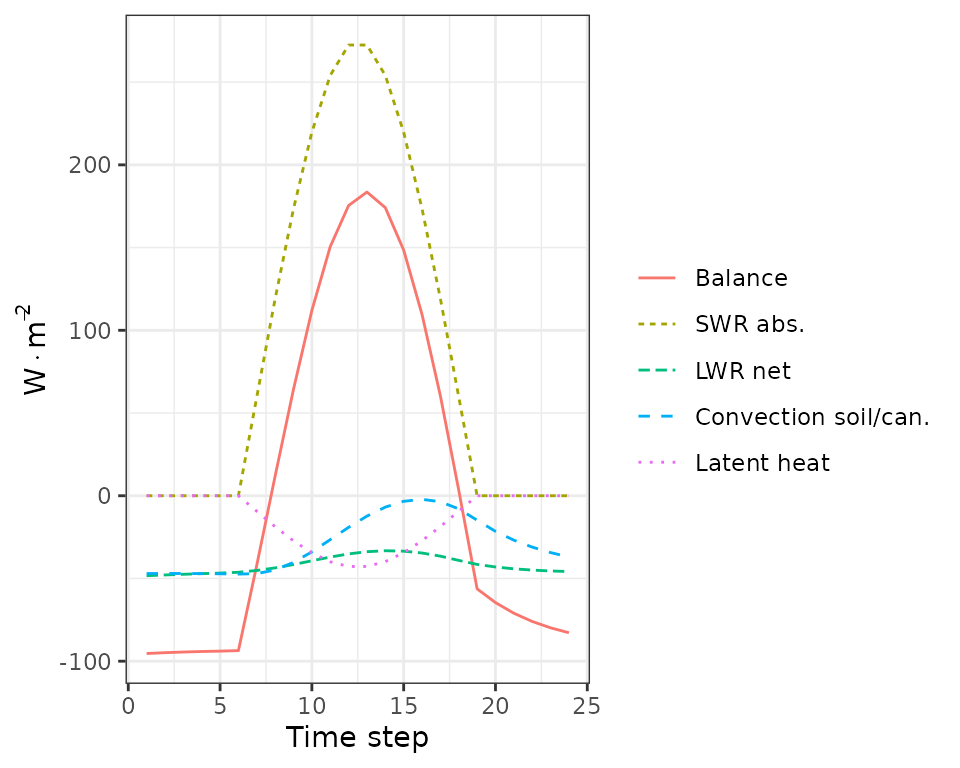 W · m⁻²
200
100
0
-100
0 5 10 15 20 25
Time step
Balance
SWR abs.
LWR net
Convection soil/can.
Latent heat